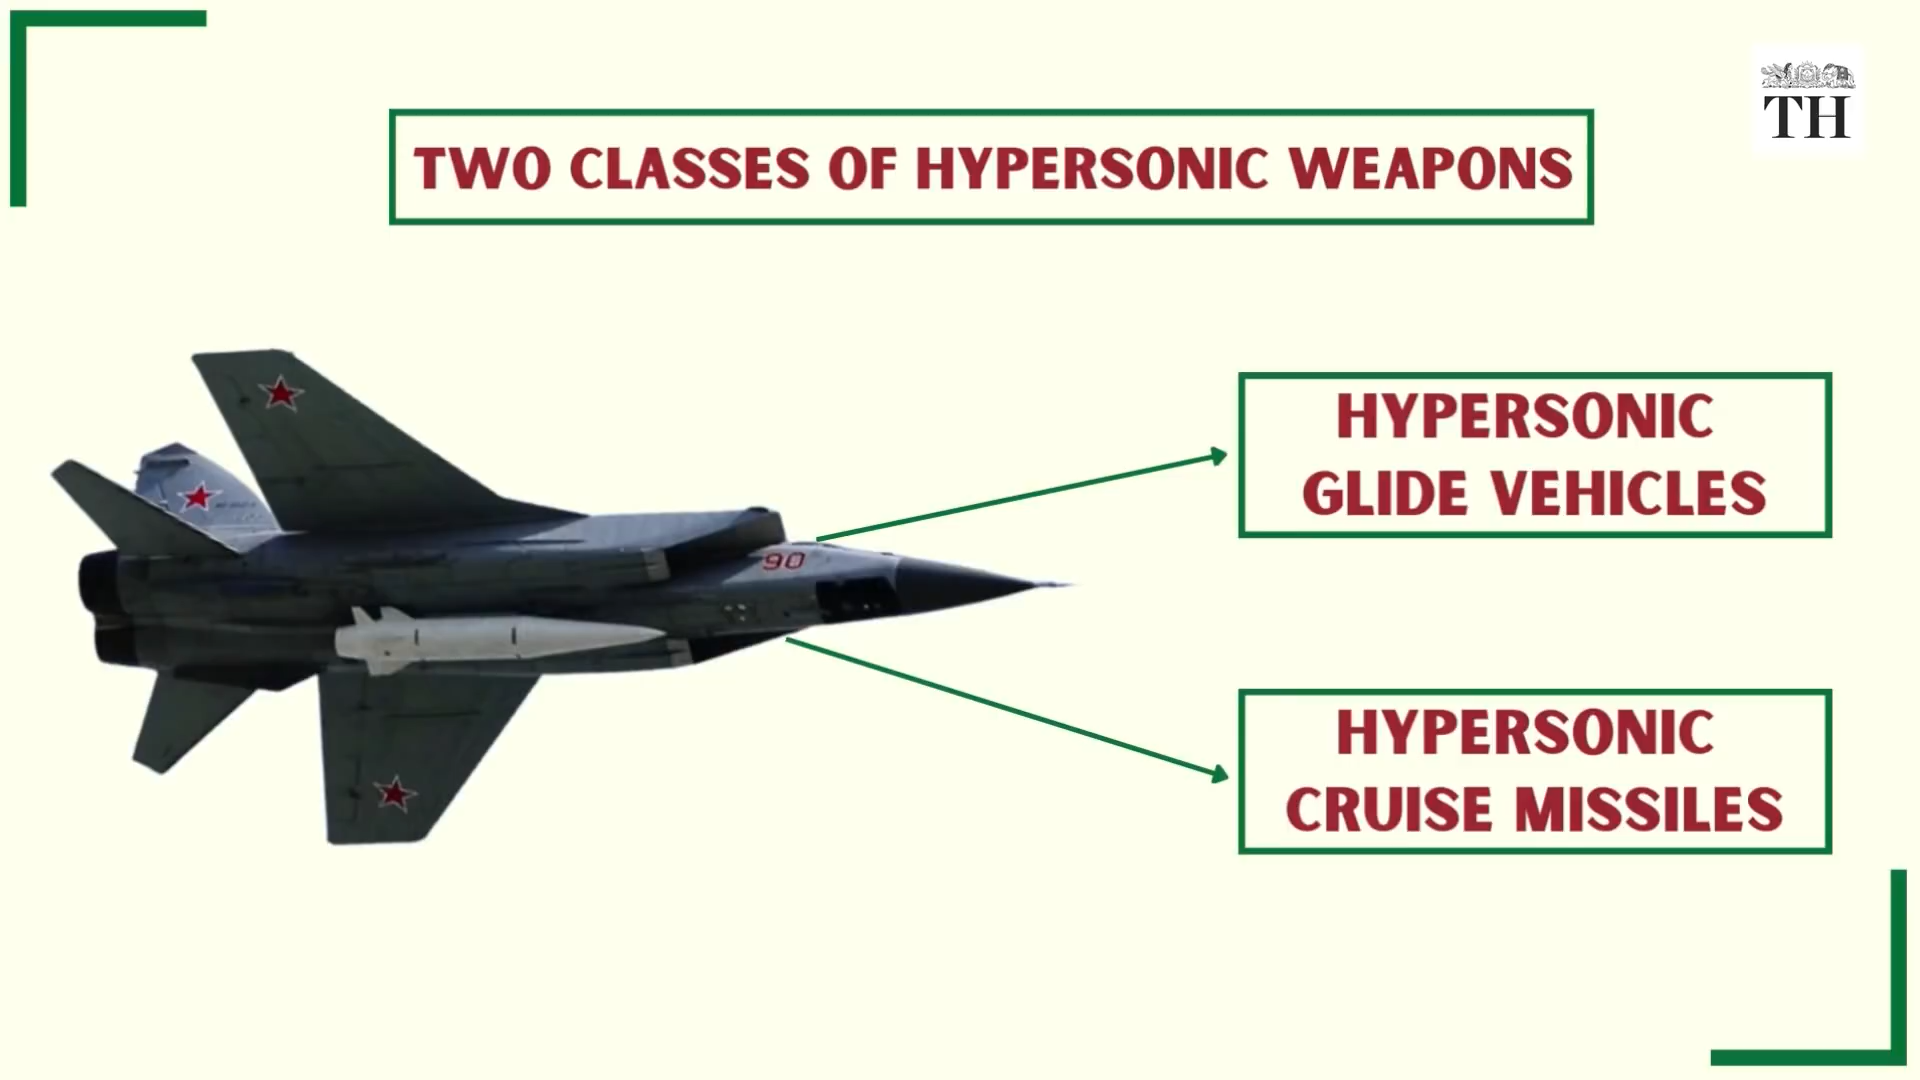 TH
TWO CLASSES OF HYPERSONIC WEAPONS
HYPERSONIC
GLIDE VEHICLES
90
HYPERSONIC
CRUISE MISSILES